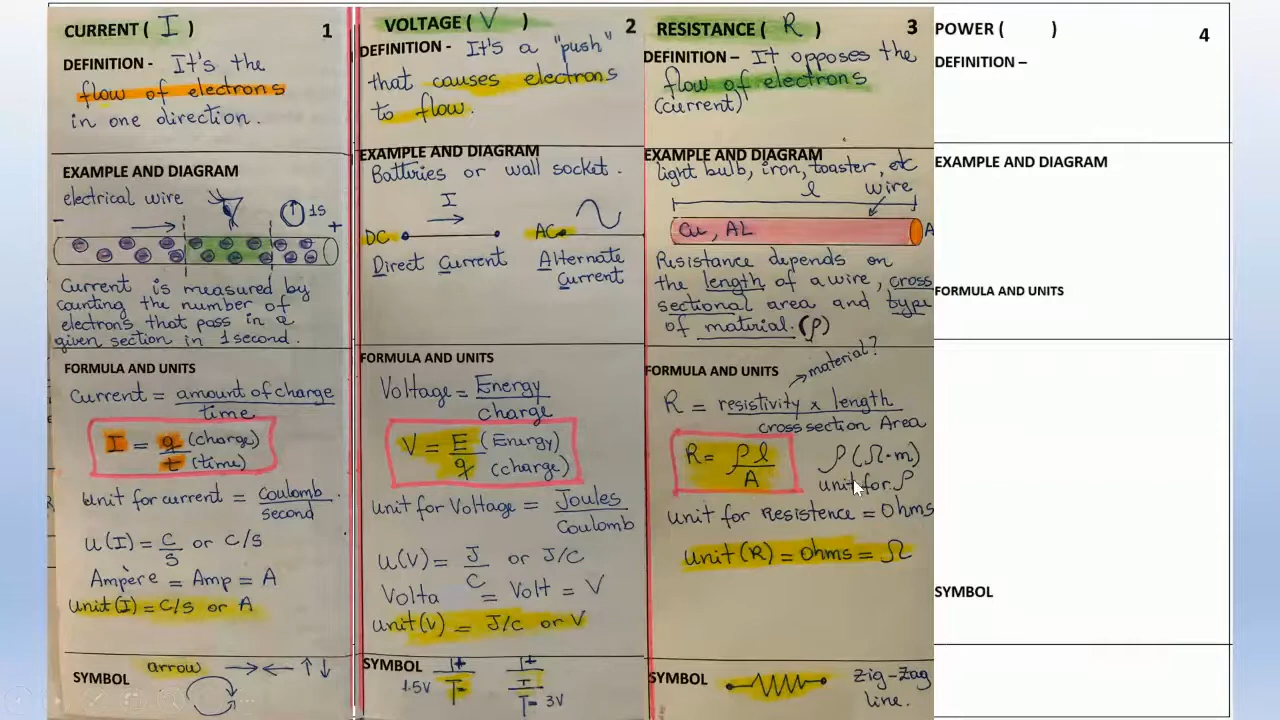 CURRENT ( I ) 1
DEFINITION - It's the
flow of electrons
in one direction.
EXAMPLE AND DIAGRAM
electrical wire
1s
- +
Current is measured by
counting the number of
electrons that pass in a
given section in 1 second.
FORMULA AND UNITS
Current = amount of charge
time
I = q (charge)
t (time)
Unit for current = Coulomb
second
u(I) = C or C/s
s
Ampère = Amp = A
Unit(I) = C/s or A
SYMBOL arrow
VOLTAGE ( V ) 2
DEFINITION - It's a "push"
that causes electrons
to flow.
EXAMPLE AND DIAGRAM
Batteries or wall socket.
I
DC AC
Direct Current Alternate
Current
FORMULA AND UNITS
Voltage = Energy
charge
V = E (Energy)
q (charge)
Unit for Voltage = Joules
Coulomb
u(V) = J or J/C
C
Volta = Volt = V
unit(V) = J/C or V
SYMBOL
1.5V
3V
RESISTANCE ( R ) 3
DEFINITION – It opposes the
flow of electrons
(current)
EXAMPLE AND DIAGRAM
light bulb, iron, toaster, etc
l wire
Cu, AL A
Resistance depends on
the length of a wire, cross
sectional area and type
of material. (ρ)
FORMULA AND UNITS
material?
R = resistivity x length
cross section Area
R = ρl
A
ρ (Ω·m)
unit for ρ
Unit for Resistence = Ohms
Unit(R) = Ohms = Ω
SYMBOL
zig-zag
line.
POWER ( ) 4
DEFINITION –
EXAMPLE AND DIAGRAM
FORMULA AND UNITS
SYMBOL